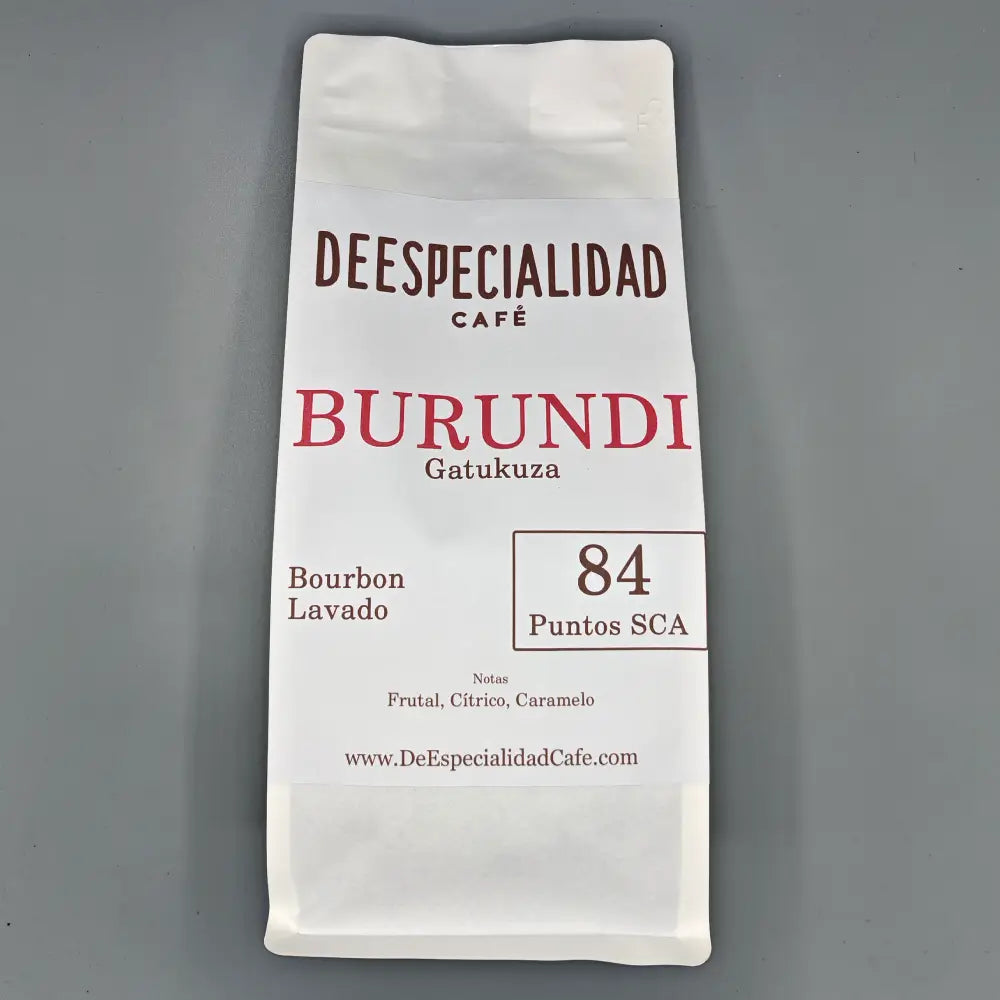 DEESPECIALIDAD
CAFÉ
BURUNDI
Gatukuza
Bourbon
Lavado
84
Puntos SCA
Notas
Frutal, Cítrico, Caramelo
www.DeEspecialidadCafe.com